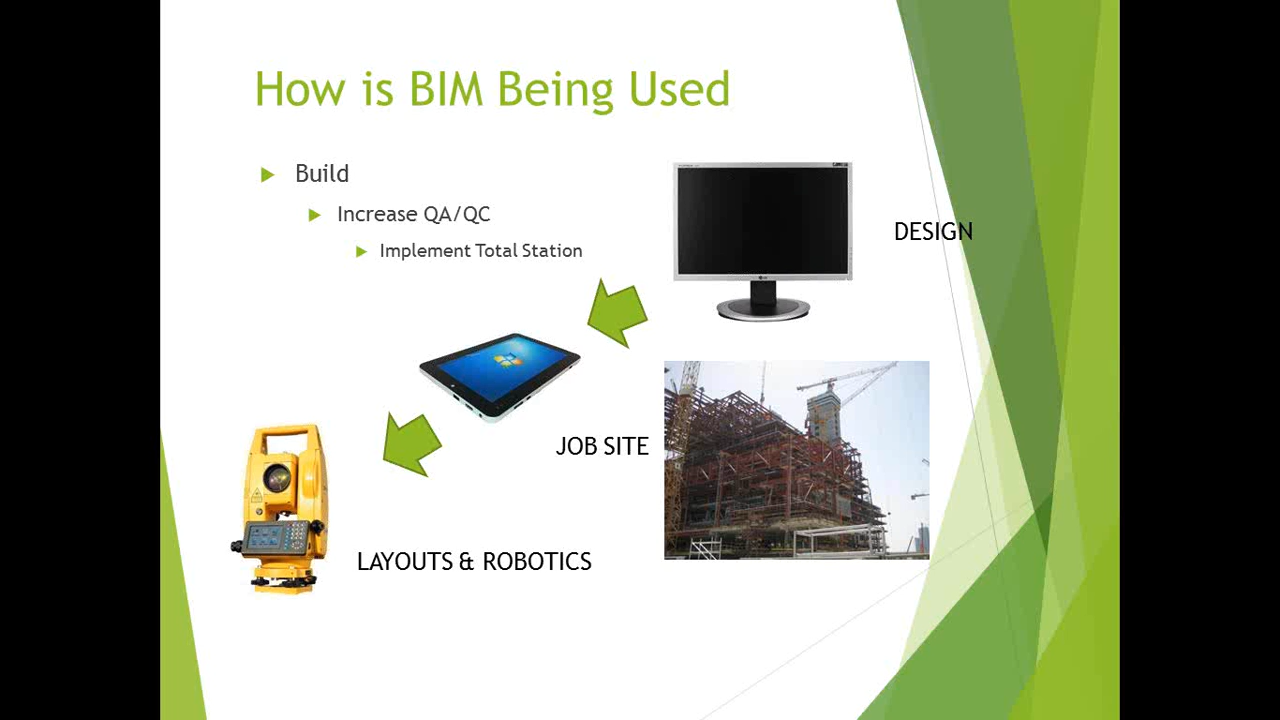 How is BIM Being Used
Build
Increase QA/QC
Implement Total Station
DESIGN
JOB SITE
LAYOUTS & ROBOTICS